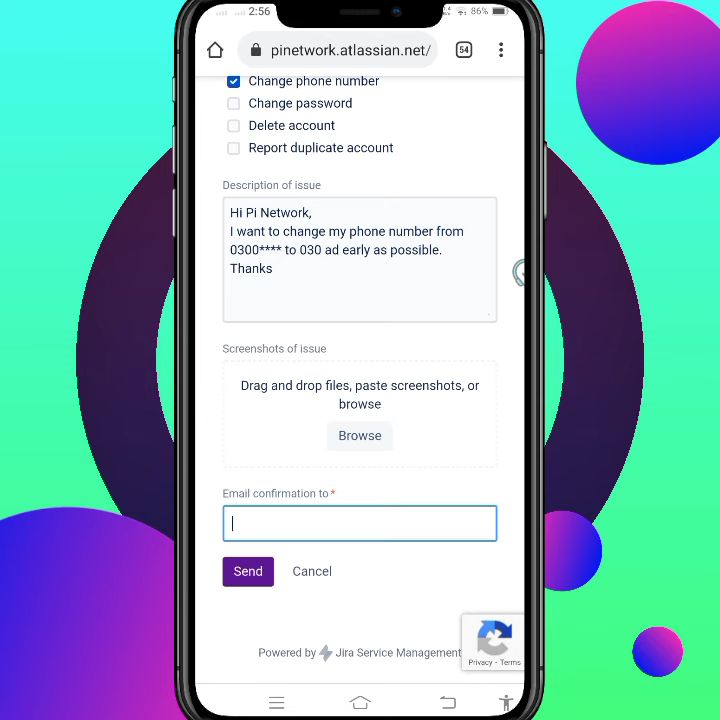 2:56
86%
pinetwork.atlassian.net/
54
Change phone number
Change password
Delete account
Report duplicate account
Description of issue
Hi Pi Network,
I want to change my phone number from
0300**** to 030 ad early as possible.
Thanks
Screenshots of issue
Drag and drop files, paste screenshots, or
browse
Browse
Email confirmation to*
Send Cancel
Powered by Jira Service Management
Privacy - Terms